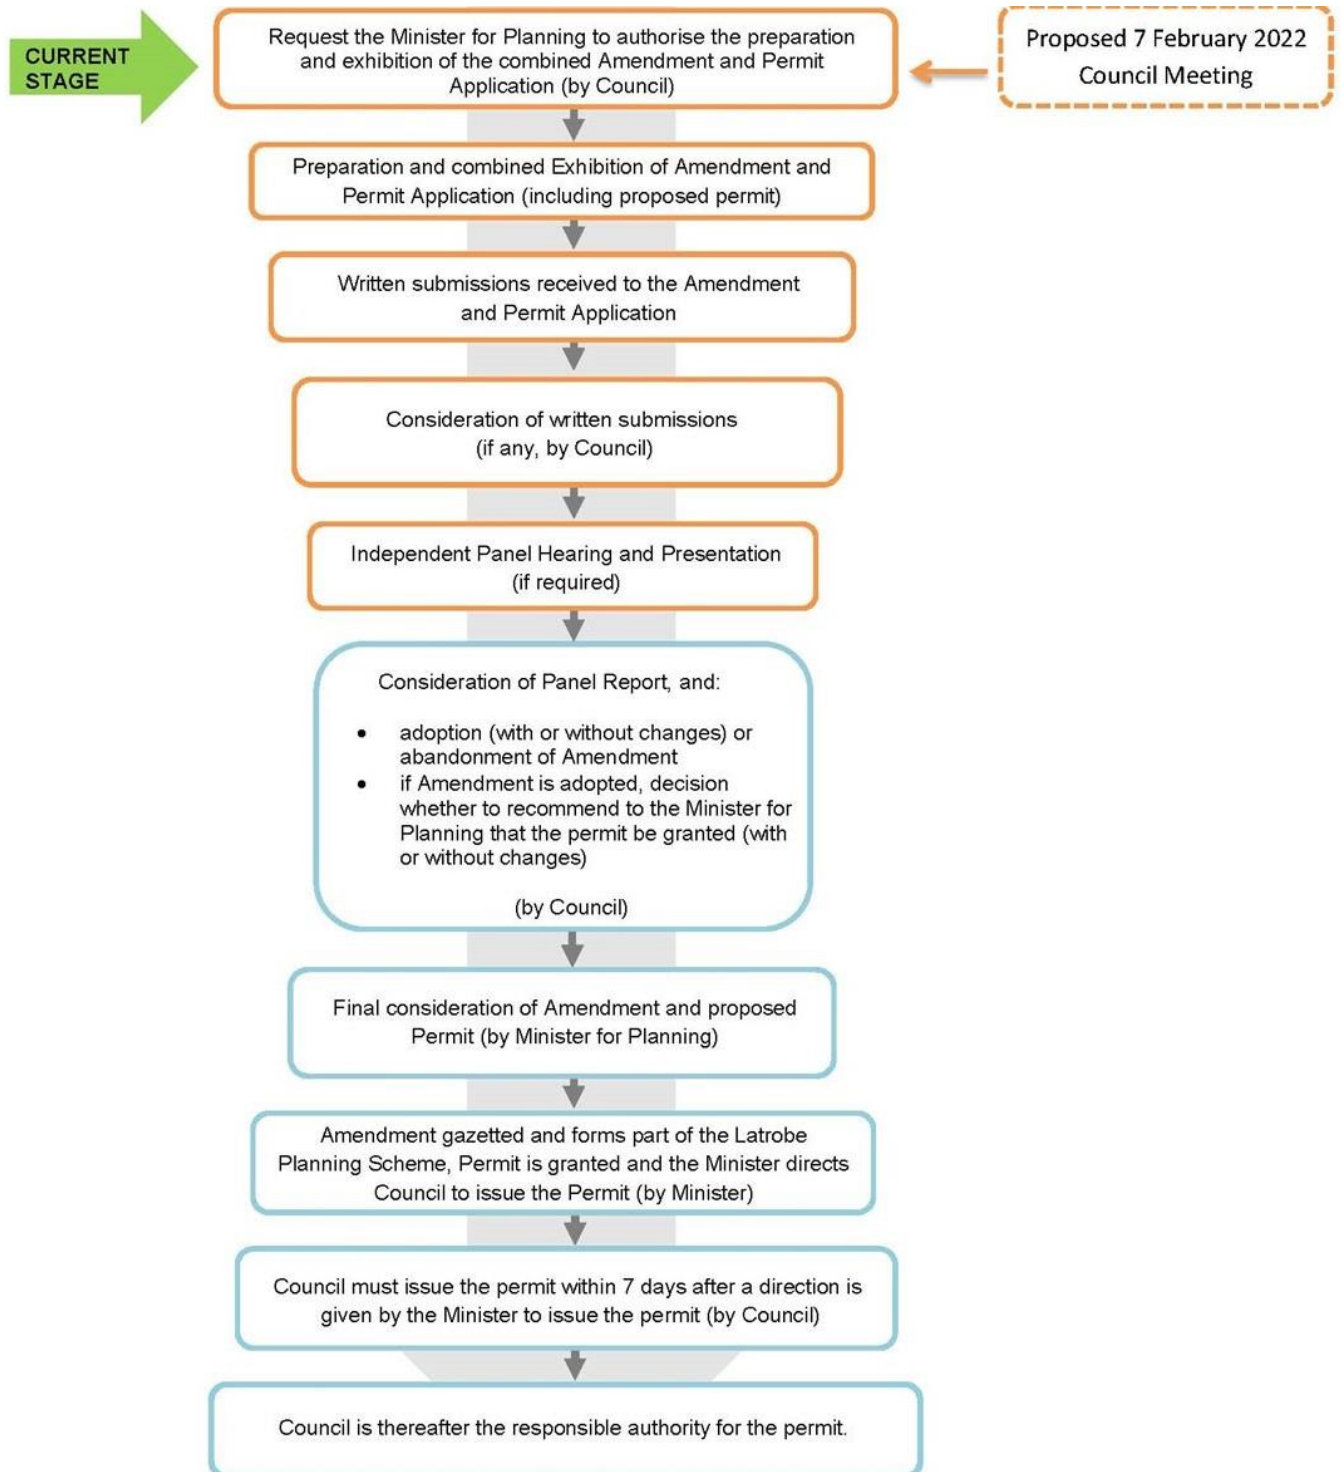 CURRENT
STAGE
Request the Minister for Planning to authorise the preparation
and exhibition of the combined Amendment and Permit
Application (by Council)
Proposed 7 February 2022
Council Meeting
Preparation and combined Exhibition of Amendment and
Permit Application (including proposed permit)
Written submissions received to the Amendment
and Permit Application
Consideration of written submissions
(if any, by Council)
Independent Panel Hearing and Presentation
(if required)
Consideration of Panel Report, and:
• adoption (with or without changes) or
abandonment of Amendment
• if Amendment is adopted, decision
whether to recommend to the Minister for
Planning that the permit be granted (with
or without changes)
(by Council)
Final consideration of Amendment and proposed
Permit (by Minister for Planning)
Amendment gazetted and forms part of the Latrobe
Planning Scheme, Permit is granted and the Minister directs
Council to issue the Permit (by Minister)
Council must issue the permit within 7 days after a direction is
given by the Minister to issue the permit (by Council)
Council is thereafter the responsible authority for the permit.